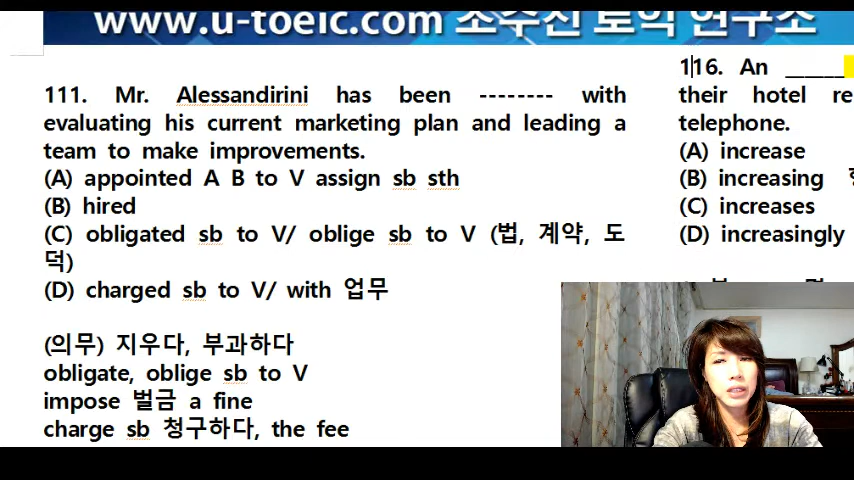 www.u-toeic.com 조수진 토익 연구소
111. Mr. Alessandirini has been -------- with
evaluating his current marketing plan and leading a
team to make improvements.
(A) appointed A B to V assign sb sth
(B) hired
(C) obligated sb to V/ oblige sb to V (법, 계약, 도
덕)
(D) charged sb to V/ with 업무
(의무) 지우다, 부과하다
obligate, oblige sb to V
impose 벌금 a fine
charge sb 청구하다, the fee
116. An ______
their hotel re
telephone.
(A) increase
(B) increasing
(C) increases
(D) increasingly